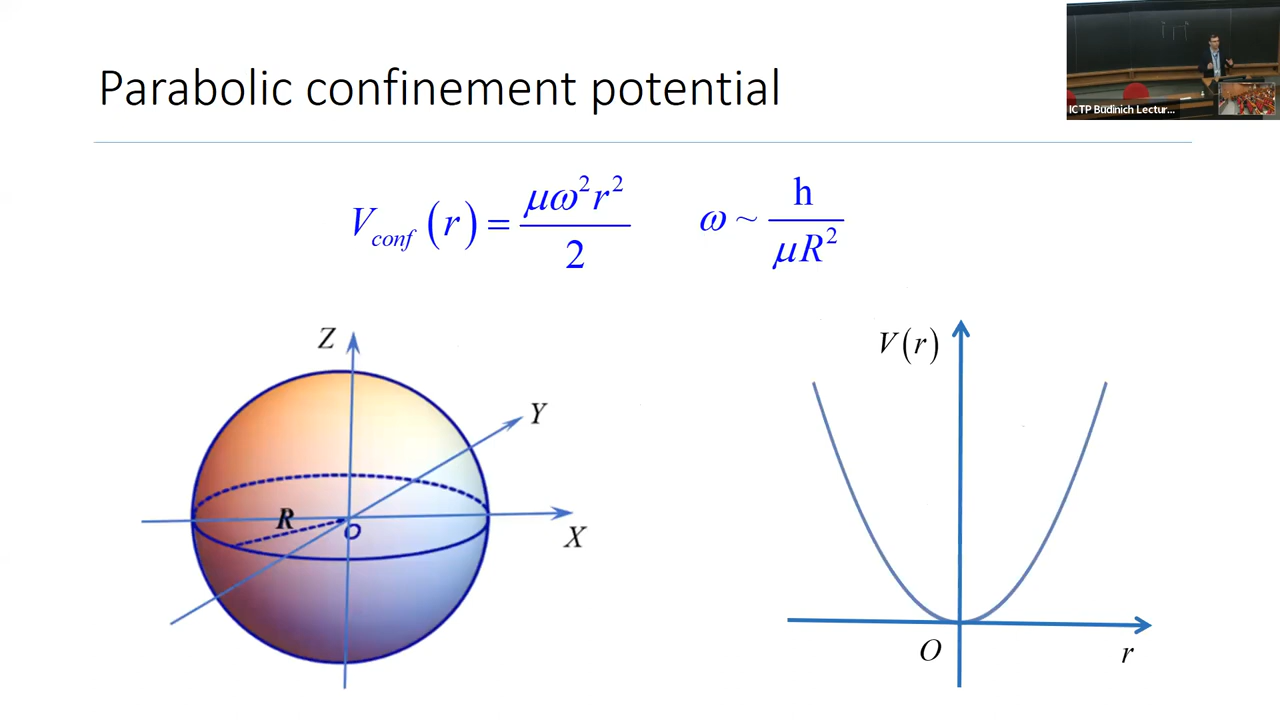 Parabolic confinement potential
ICTP Budinich Lectur...
V_conf (r) = μω²r² / 2
ω ~ h / μR²
Z
Y
R
O
X
V(r)
O
r